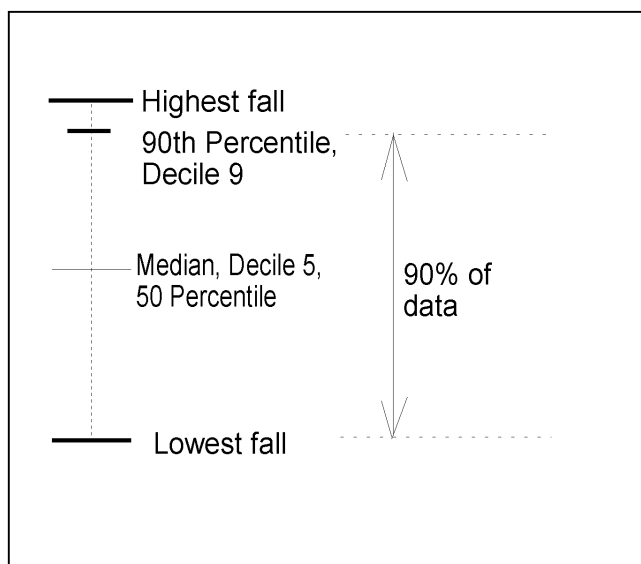 Highest fall
90th Percentile,
Decile 9
Median, Decile 5,
50 Percentile
90% of
data
Lowest fall